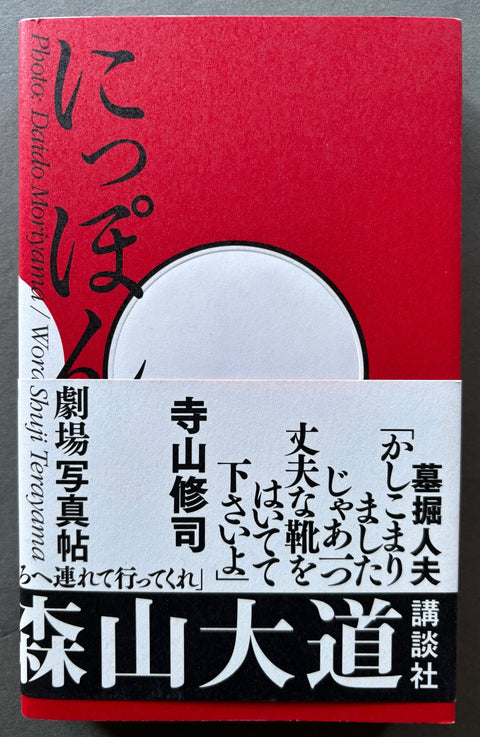 にっぽん
劇場写真帖
Photo: Daido Moriyama / Word Shuji Terayama
墓掘人夫
「かしこまり
ました
じゃあ一つ
丈夫な靴を
はいてて
下さいよ」
寺山修司
ろへ連れて行ってくれ」
森山大道
講談社